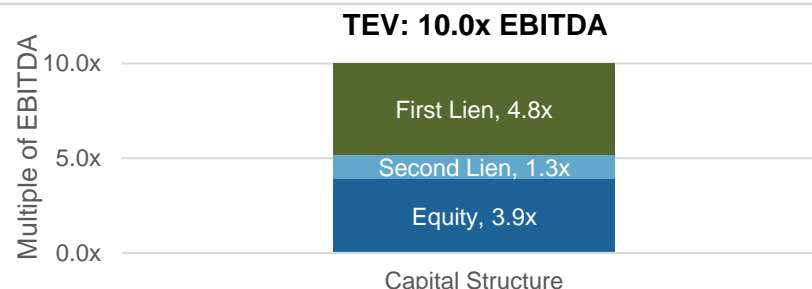 TEV: 10.0x EBITDA
Multiple of EBITDA
10.0x
5.0x
0.0x
First Lien, 4.8x
Second Lien, 1.3x
Equity, 3.9x
Capital Structure